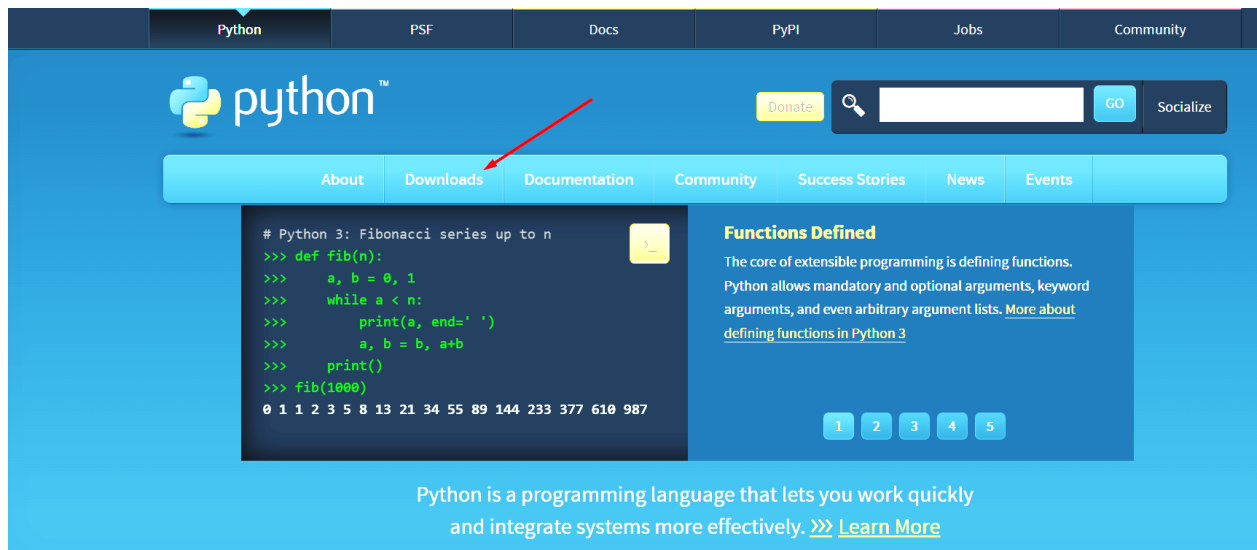 Python PSF Docs PyPI Jobs Community
python™
Donate GO Socialize
About Downloads Documentation Community Success Stories News Events
# Python 3: Fibonacci series up to n
>>> def fib(n):
>>>     a, b = 0, 1
>>>     while a < n:
>>>         print(a, end=' ')
>>>         a, b = b, a+b
>>>     print()
>>> fib(1000)
0 1 1 2 3 5 8 13 21 34 55 89 144 233 377 610 987
>_
Functions Defined
The core of extensible programming is defining functions.
Python allows mandatory and optional arguments, keyword
arguments, and even arbitrary argument lists. More about
defining functions in Python 3
1 2 3 4 5
Python is a programming language that lets you work quickly
and integrate systems more effectively. >>> Learn More